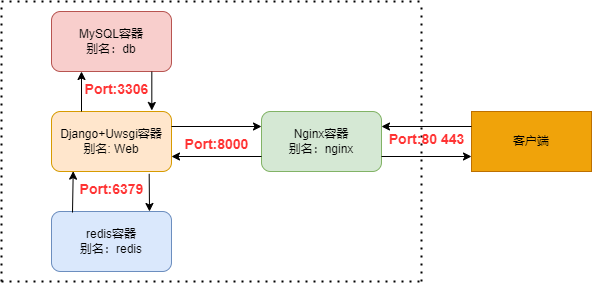 MySQL容器
别名：db
Port:3306
Django+Uwsgi容器
别名: Web
Port:8000
Nginx容器
别名：nginx
Port:80 443
客户端
Port:6379
redis容器
别名：redis